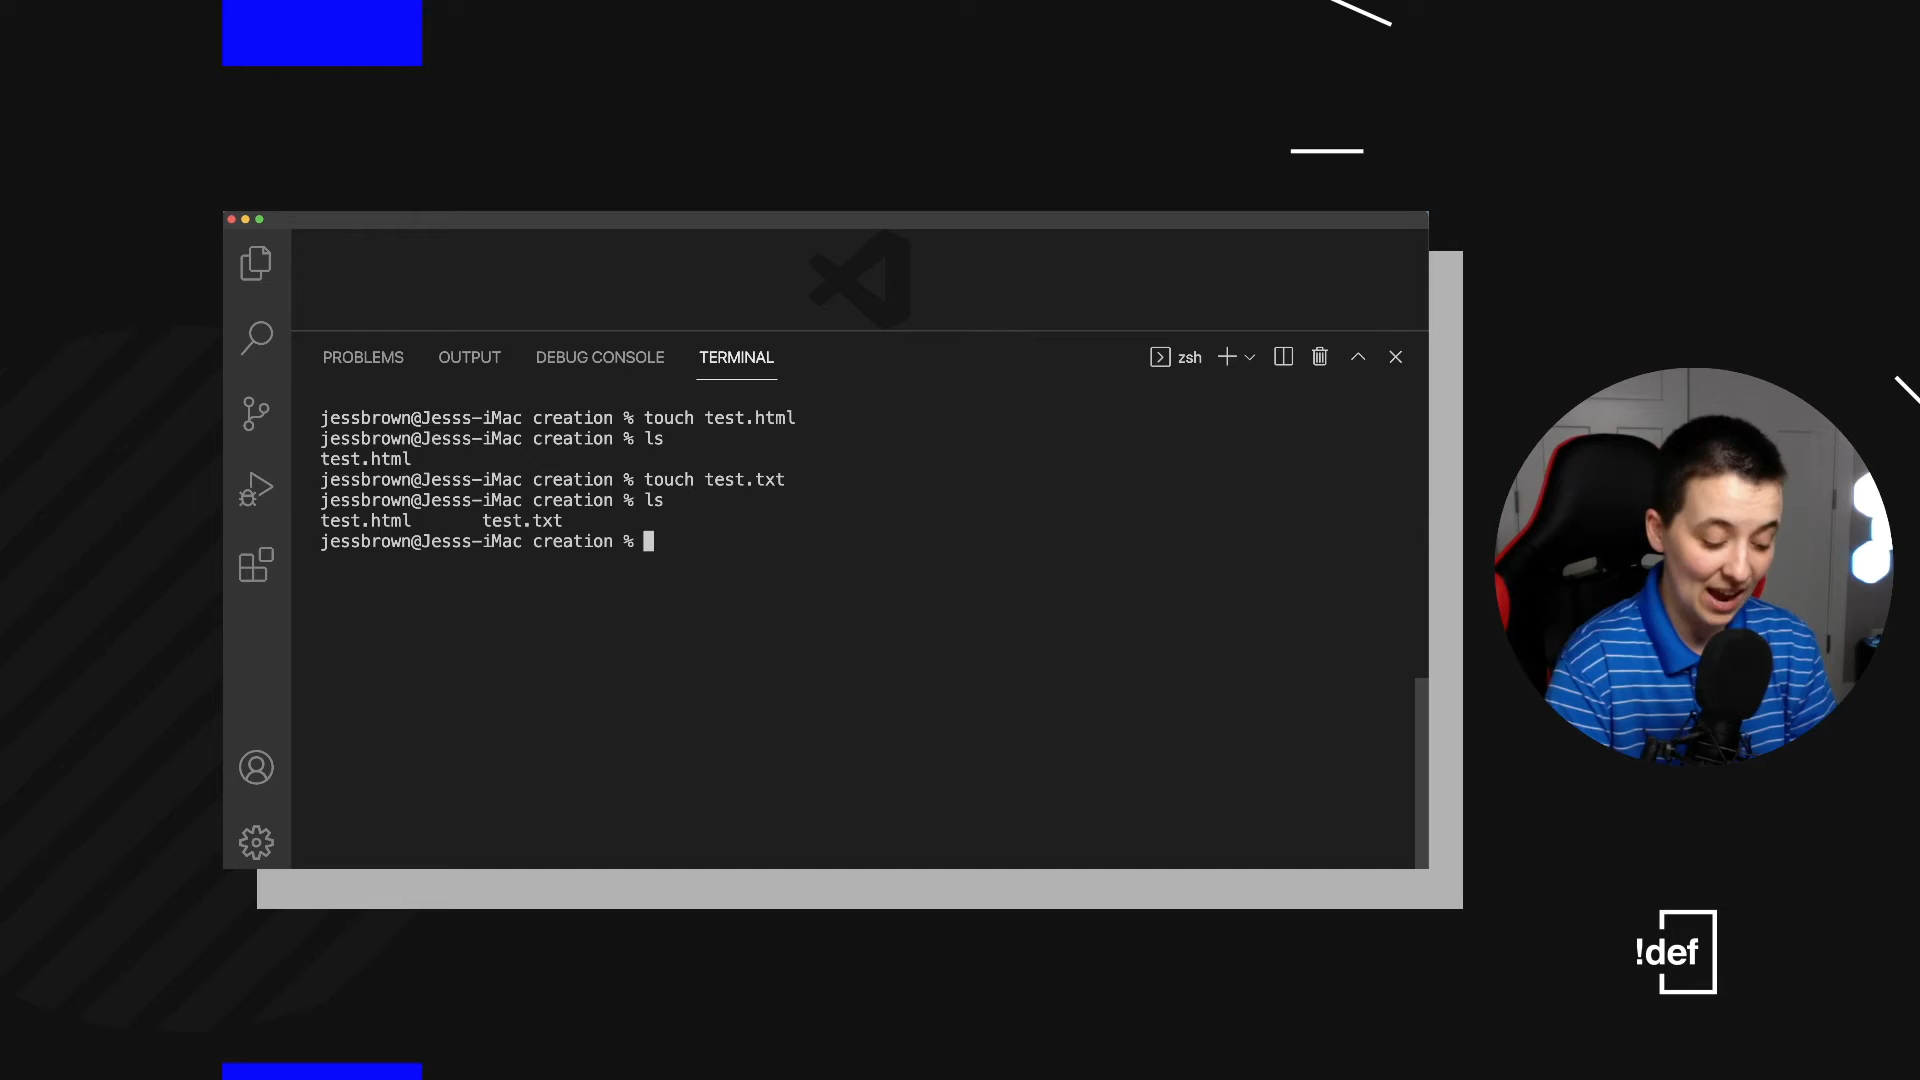 PROBLEMS OUTPUT DEBUG CONSOLE TERMINAL zsh
jessbrown@Jesss-iMac creation % touch test.html
jessbrown@Jesss-iMac creation % ls
test.html
jessbrown@Jesss-iMac creation % touch test.txt
jessbrown@Jesss-iMac creation % ls
test.html test.txt
jessbrown@Jesss-iMac creation %
!def